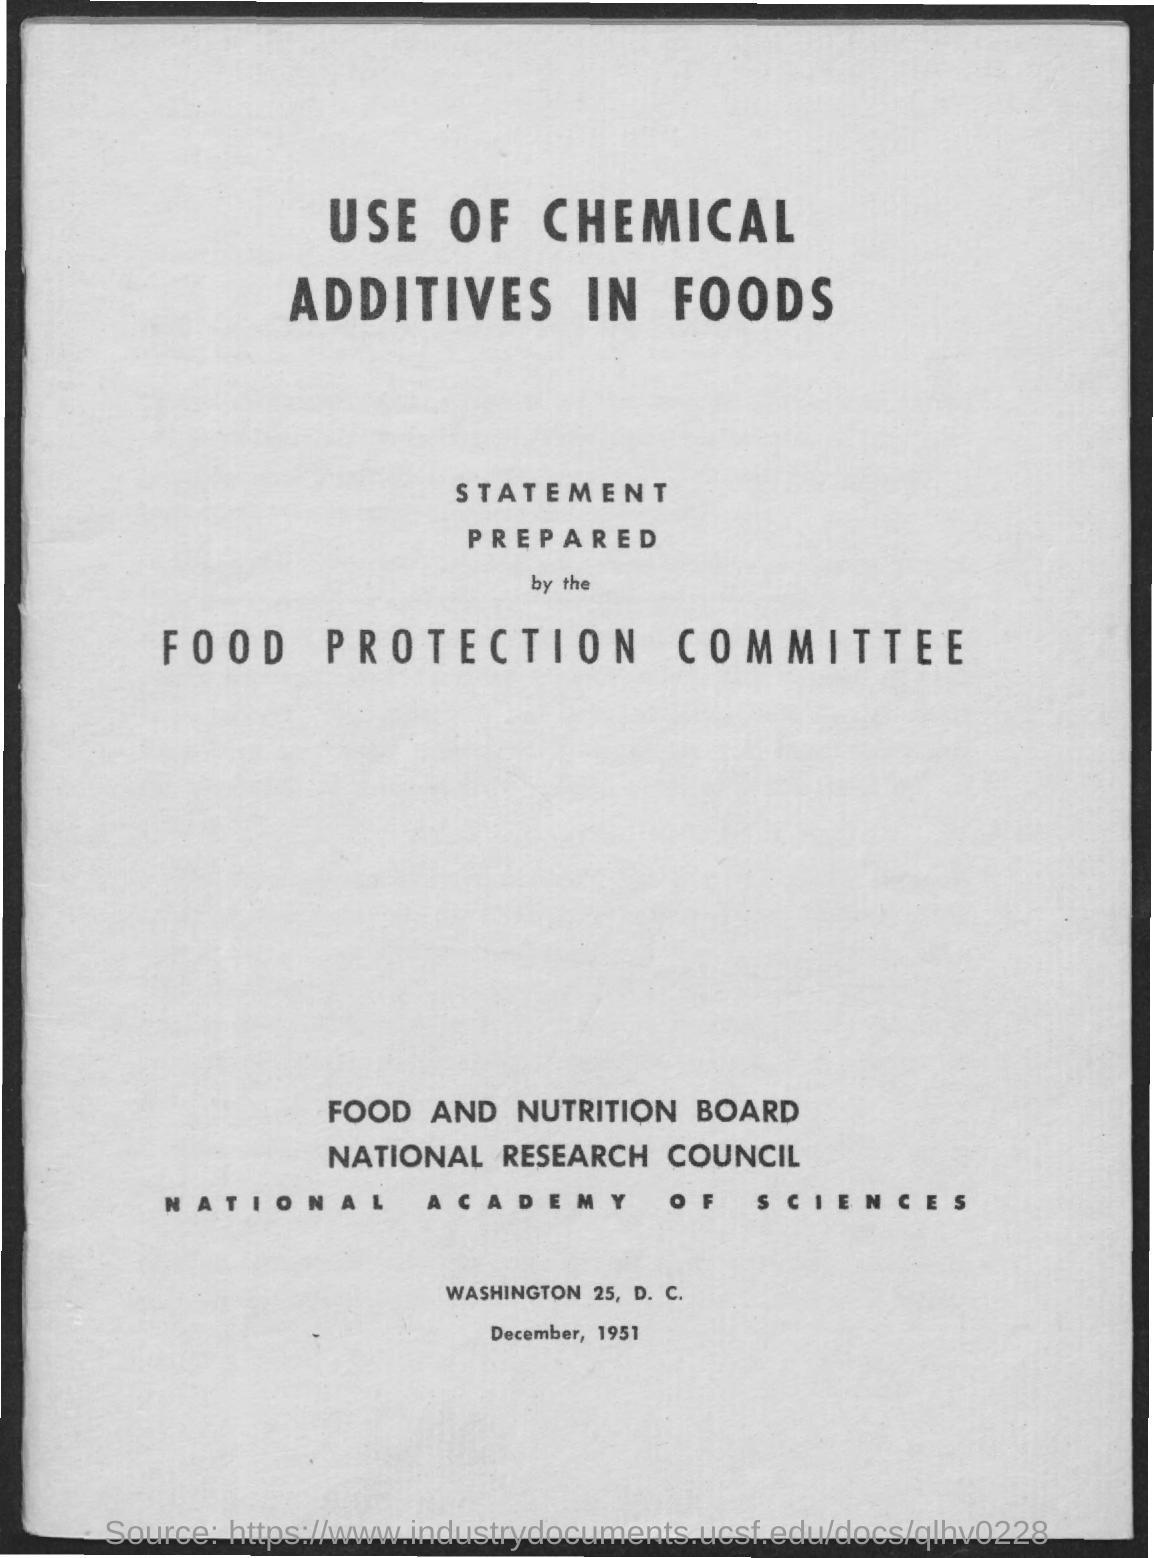 USE OF CHEMICAL
ADDITIVES IN FOODS
STATEMENT
PREPARED
by the
FOOD PROTECTION COMMITTEE
FOOD AND NUTRITION BOARD
NATIONAL RESEARCH COUNCIL
NATIONAL ACADEMY OF SCIENCES
WASHINGTON 25, D. C.
December, 1951
Source: https://www.industrydocuments.ucsf.edu/docs/qlhv0228